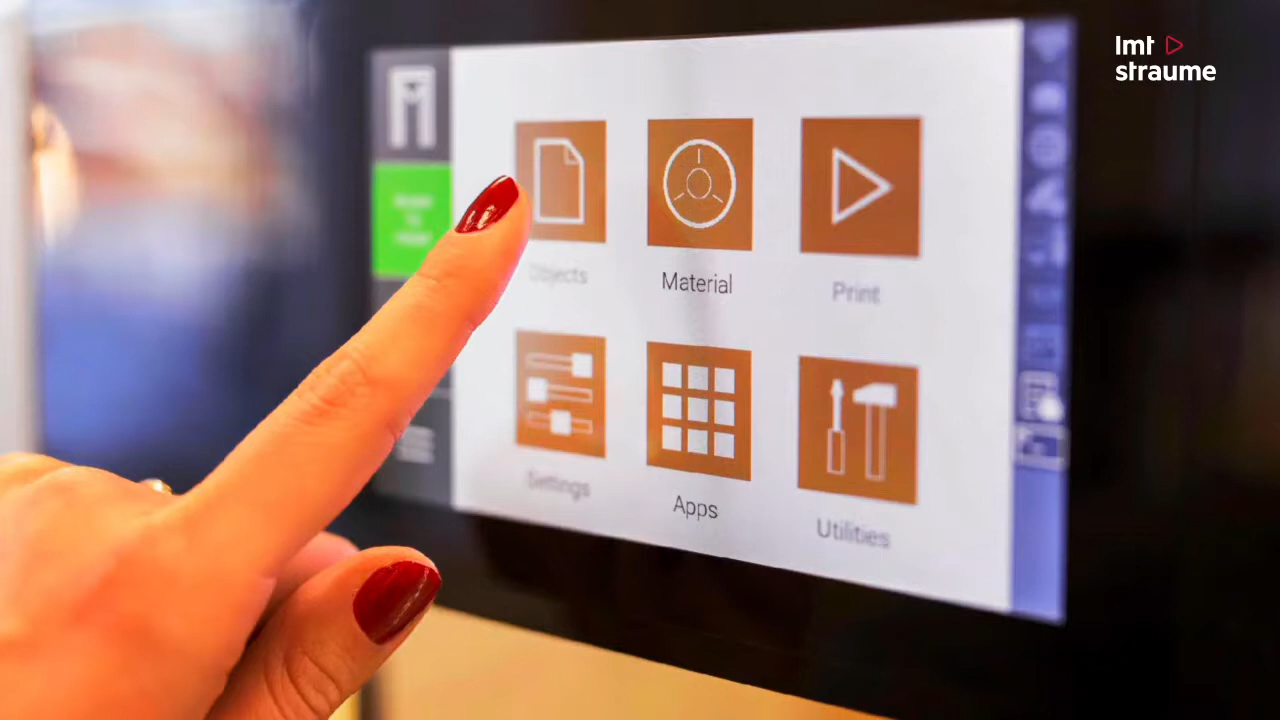 lmt
straume
Objects
Material
Print
Settings
Apps
Utilities